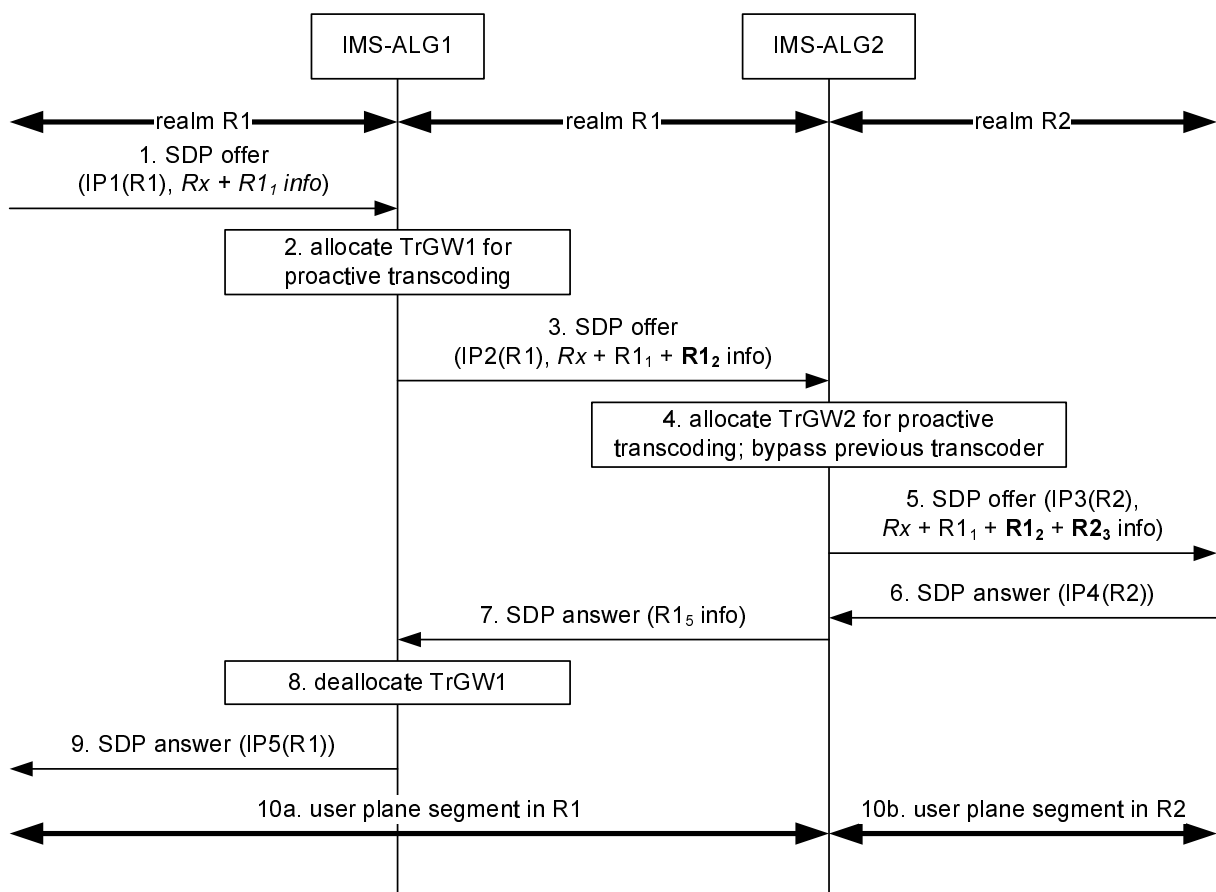 IMS-ALG1
IMS-ALG2
realm R1
realm R1
realm R2
1. SDP offer
(IP1(R1), Rx + R1₁ info)
2. allocate TrGW1 for
proactive transcoding
3. SDP offer
(IP2(R1), Rx + R1₁ + R1₂ info)
4. allocate TrGW2 for proactive
transcoding; bypass previous transcoder
5. SDP offer (IP3(R2),
Rx + R1₁ + R1₂ + R2₃ info)
6. SDP answer (IP4(R2))
7. SDP answer (R1₅ info)
8. deallocate TrGW1
9. SDP answer (IP5(R1))
10a. user plane segment in R1
10b. user plane segment in R2